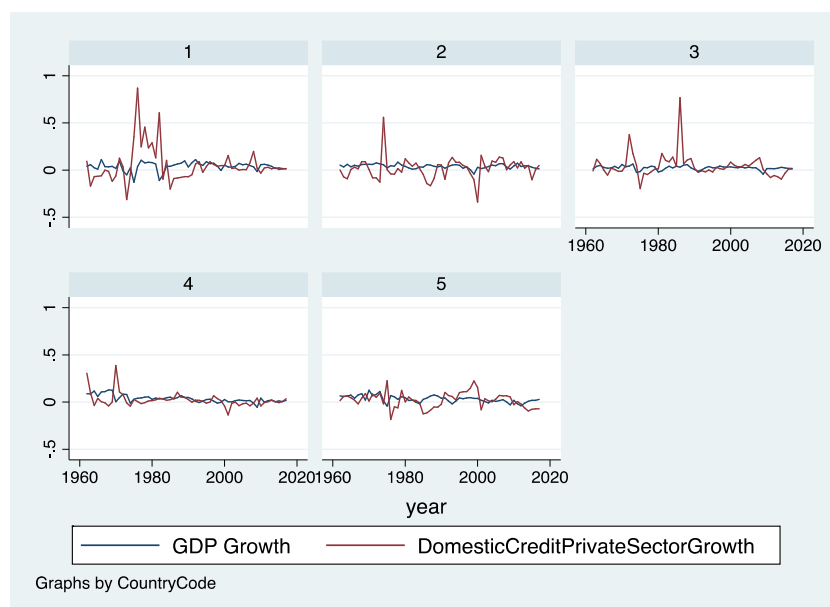 1 2 3
1
.5
0
-.5
1960 1980 2000 2020
4 5
1
.5
0
-.5
1960 1980 2000 2020 1960 1980 2000 2020
year
GDP Growth DomesticCreditPrivateSectorGrowth
Graphs by CountryCode